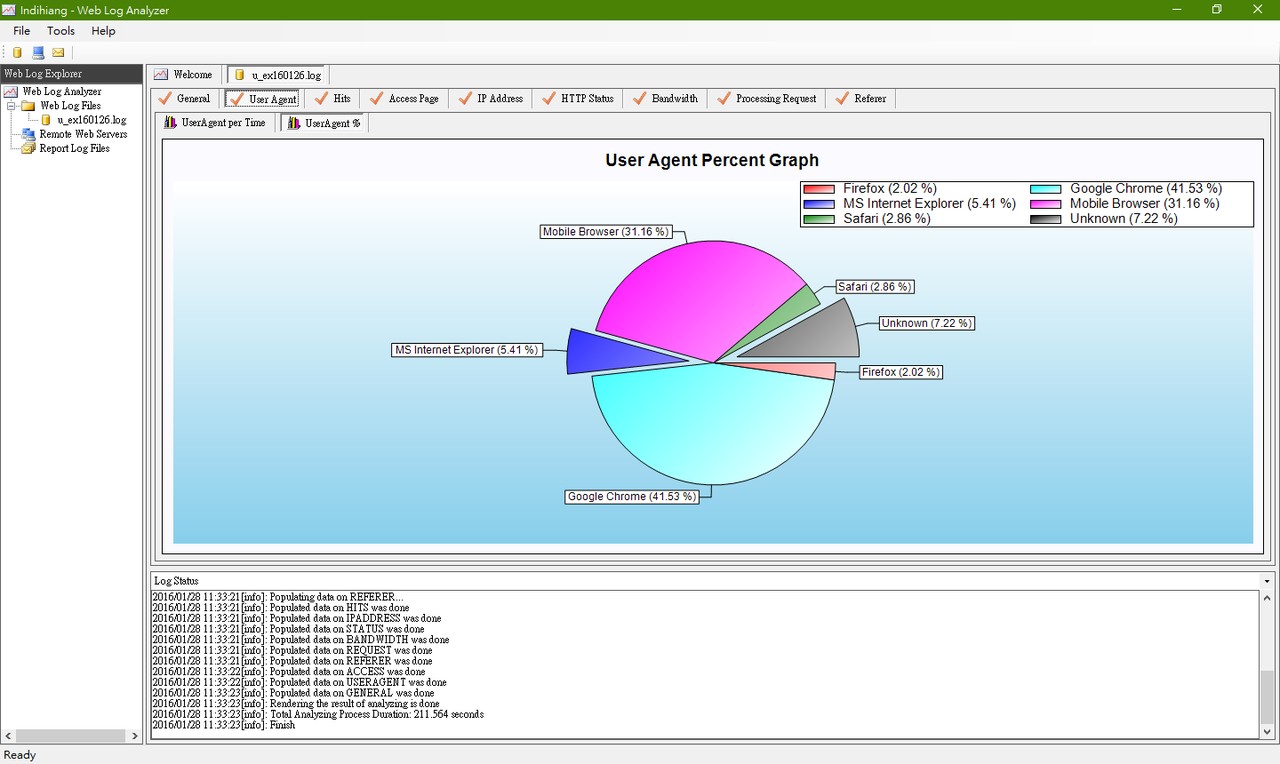 Indihiang - Web Log Analyzer
File Tools Help
Web Log Explorer
Web Log Analyzer
Web Log Files
u_ex160126.log
Remote Web Servers
Report Log Files
Welcome u_ex160126.log
General User Agent Hits Access Page IP Address HTTP Status Bandwidth Processing Request Referer
UserAgent per Time UserAgent %
User Agent Percent Graph
Firefox (2.02 %) Google Chrome (41.53 %)
MS Internet Explorer (5.41 %) Mobile Browser (31.16 %)
Safari (2.86 %) Unknown (7.22 %)
Mobile Browser (31.16 %)
Safari (2.86 %)
Unknown (7.22 %)
MS Internet Explorer (5.41 %)
Firefox (2.02 %)
Google Chrome (41.53 %)
Log Status
2016/01/28 11:33:21[info]: Populating data on REFERER...
2016/01/28 11:33:21[info]: Populated data on HITS was done
2016/01/28 11:33:21[info]: Populated data on IPADDRESS was done
2016/01/28 11:33:21[info]: Populated data on STATUS was done
2016/01/28 11:33:21[info]: Populated data on BANDWIDTH was done
2016/01/28 11:33:21[info]: Populated data on REQUEST was done
2016/01/28 11:33:21[info]: Populated data on REFERER was done
2016/01/28 11:33:22[info]: Populated data on ACCESS was done
2016/01/28 11:33:22[info]: Populated data on USERAGENT was done
2016/01/28 11:33:23[info]: Populated data on GENERAL was done
2016/01/28 11:33:23[info]: Rendering the result of analyzing is done
2016/01/28 11:33:23[info]: Total Analyzing Process Duration: 211.564 seconds
2016/01/28 11:33:23[info]: Finish
Ready